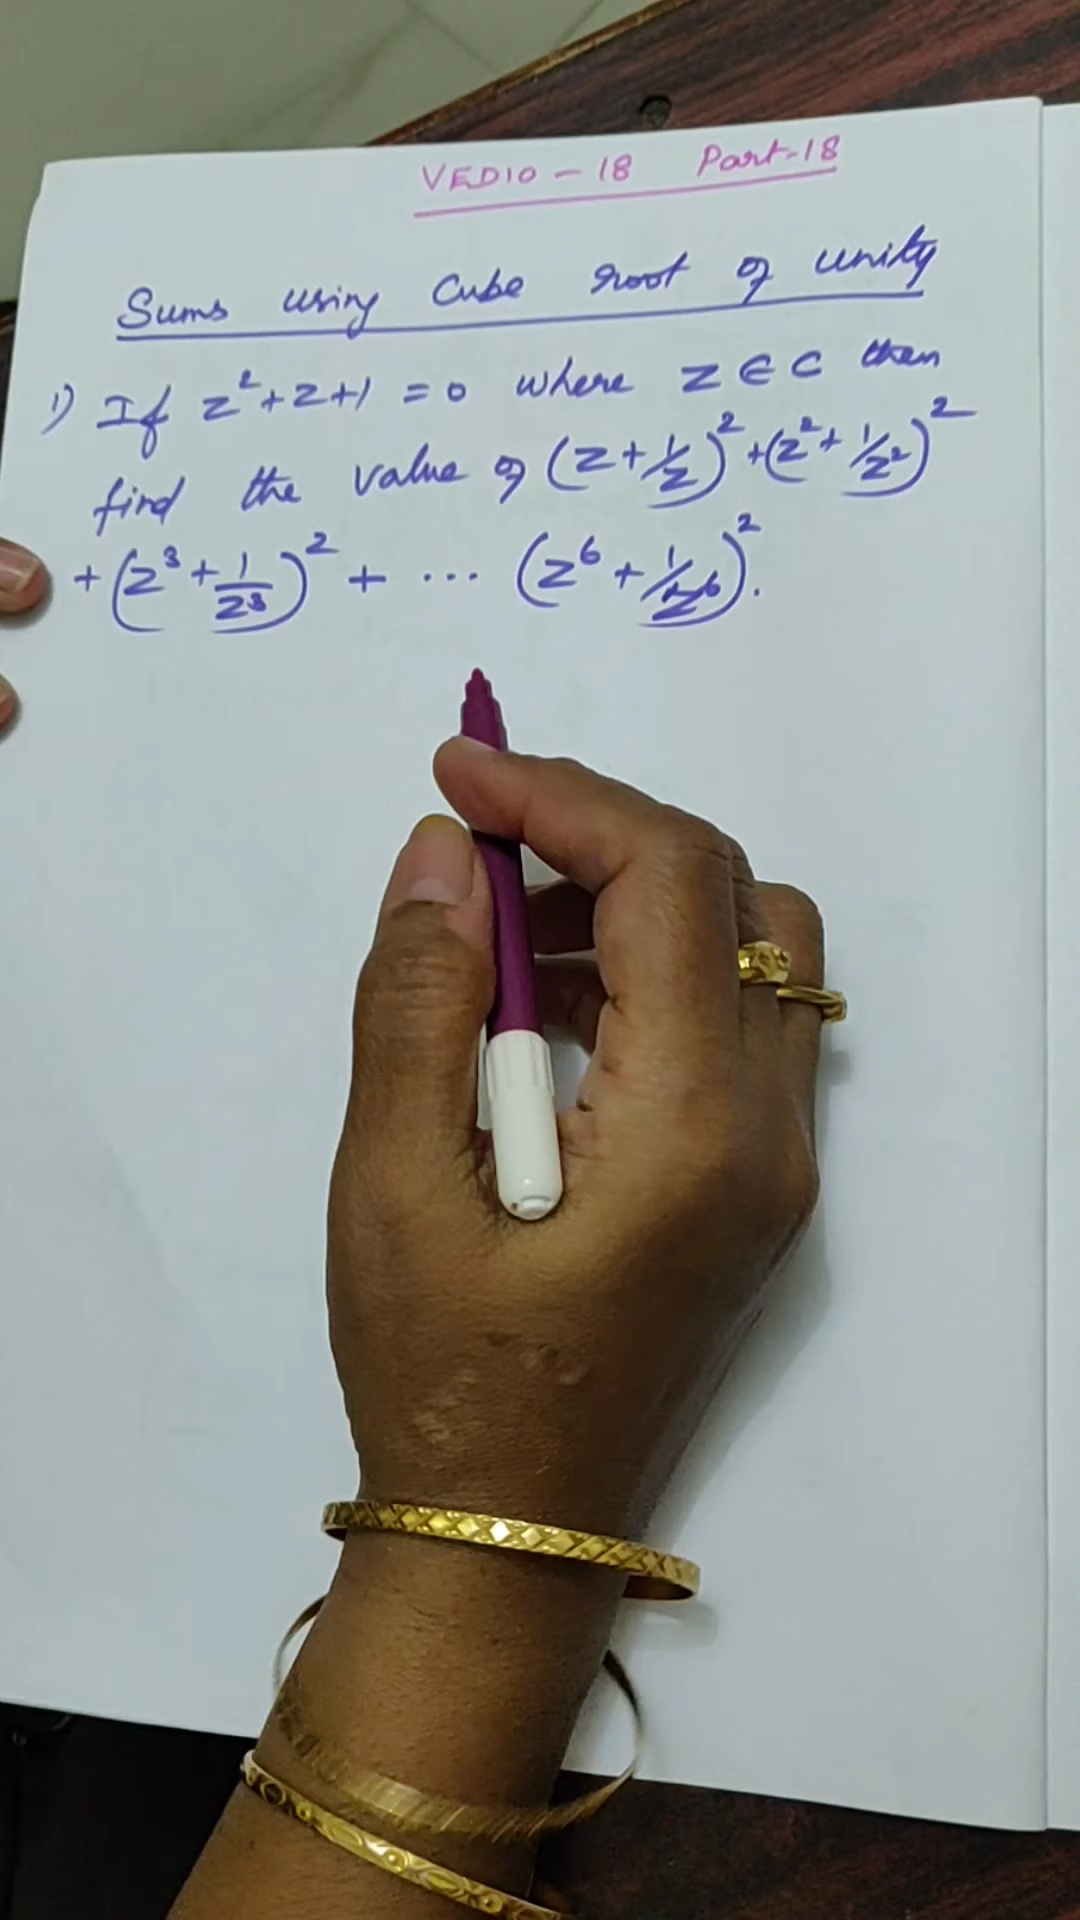 VEDIO - 18 Part-18
Sums using Cube root of unity
1) If z²+z+1 = 0 where z ∈ C then
find the value of (z + 1/z)² + (z² + 1/z²)²
+ (z³ + 1/z³)² + ... (z⁶ + 1/z⁶)².